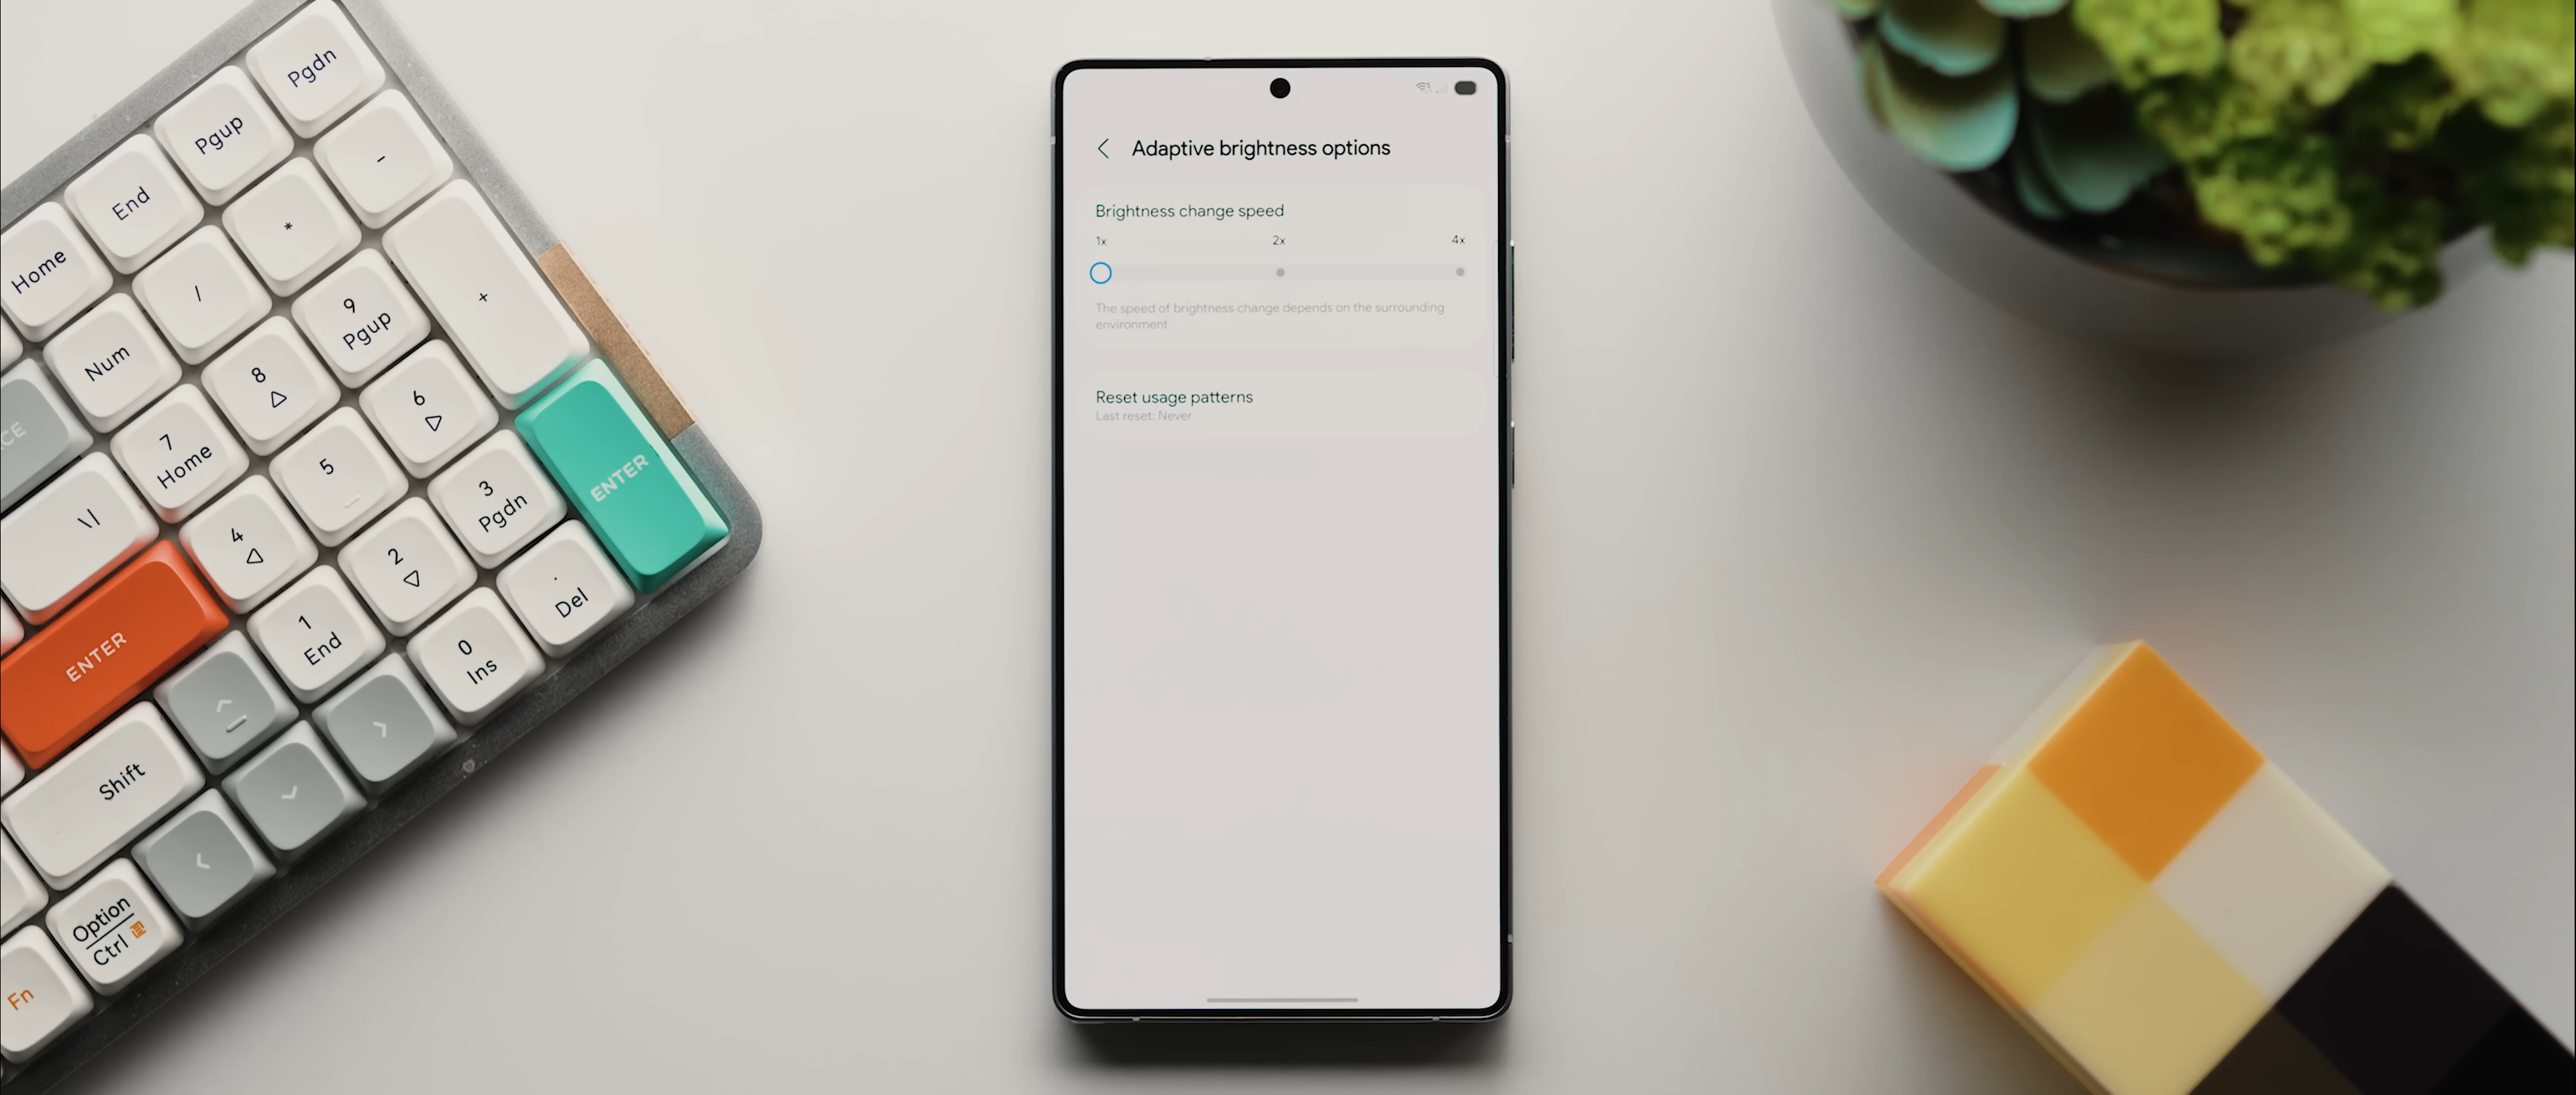 Adaptive brightness options
Brightness change speed
1x 2x 4x
The speed of brightness change depends on the surrounding
environment.
Reset usage patterns
Last reset: Never
Pgdn
Pgup
-
End
*
Home
/
+
9
Pgup
Num
8
6
7
Home
5
ENTER
3
Pgdn
\|
4
2
.
Del
1
End
0
Ins
ENTER
Shift
Option
Ctrl
Fn